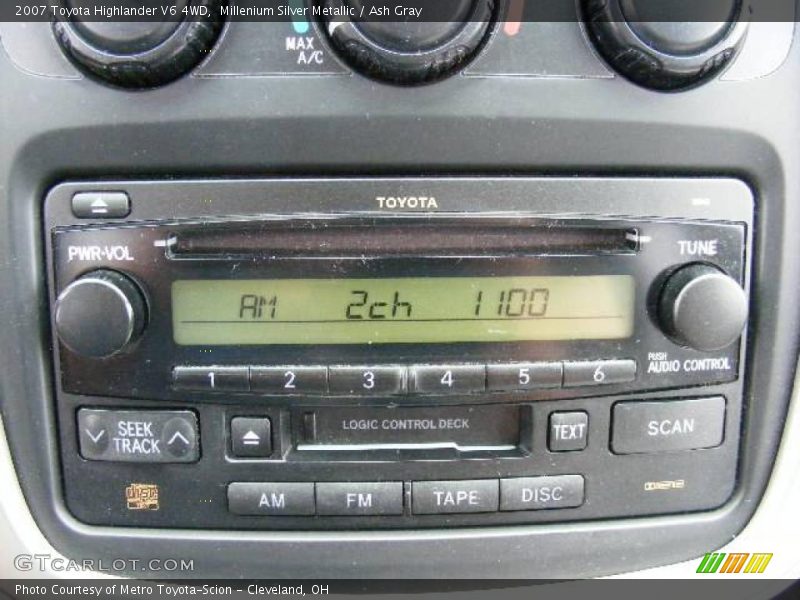 2007 Toyota Highlander V6 4WD, Millenium Silver Metallic / Ash Gray
MAX
A/C
TOYOTA
PWR·VOL
TUNE
AM 2ch 1100
PUSH
AUDIO CONTROL
1 2 3 4 5 6
SEEK
TRACK
LOGIC CONTROL DECK
TEXT
SCAN
AM FM TAPE DISC
GTCARLOT.COM
Photo Courtesy of Metro Toyota-Scion - Cleveland, OH